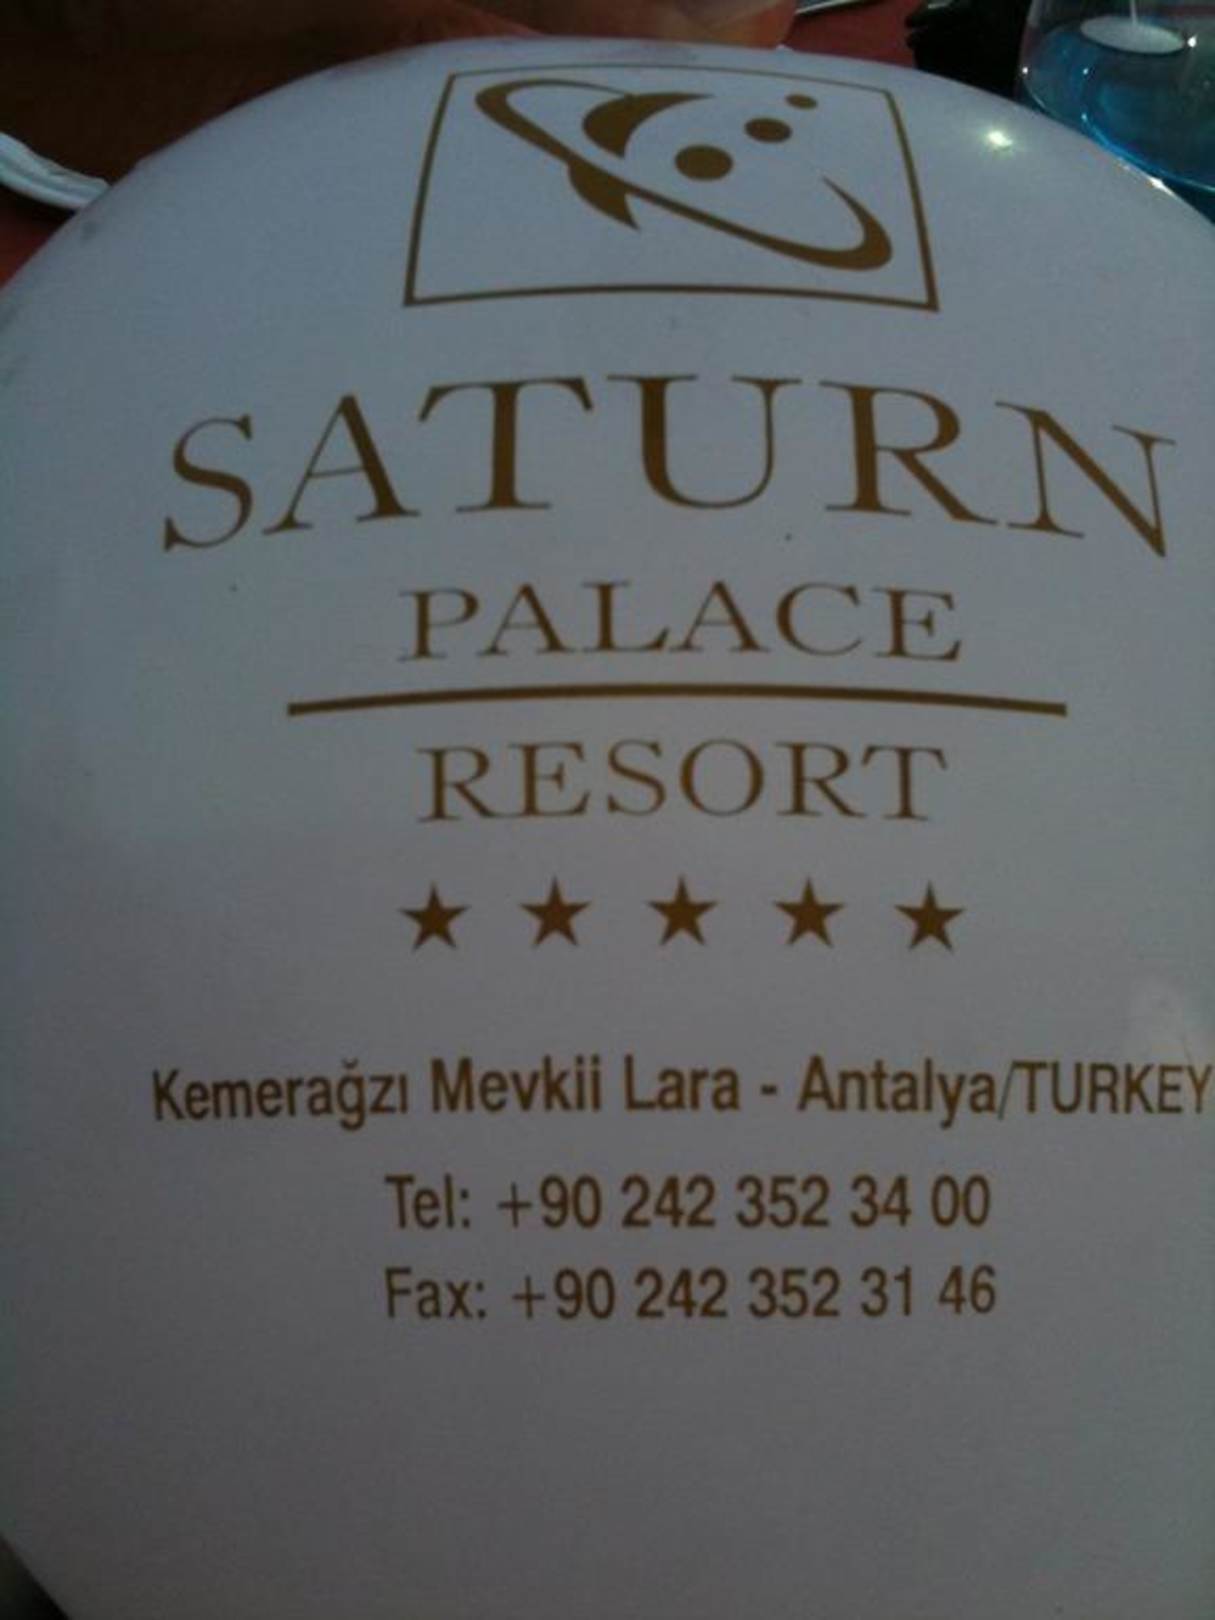 SATURN
PALACE
RESORT
★ ★ ★ ★ ★
Kemerağzı Mevkii Lara - Antalya/TURKEY
Tel: +90 242 352 34 00
Fax: +90 242 352 31 46